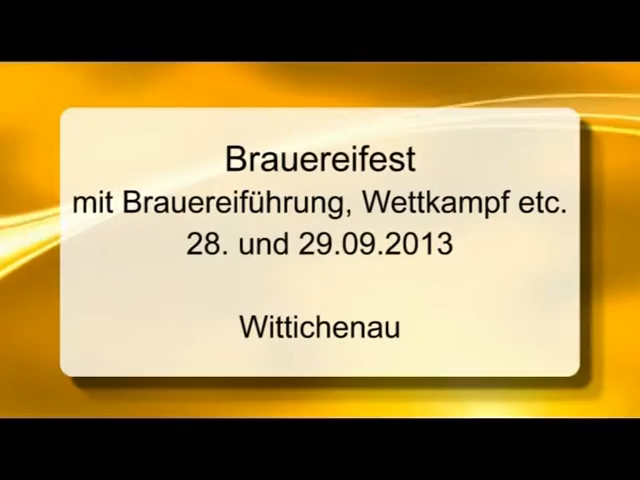 Brauereifest
mit Brauereiführung, Wettkampf etc.
28. und 29.09.2013
Wittichenau